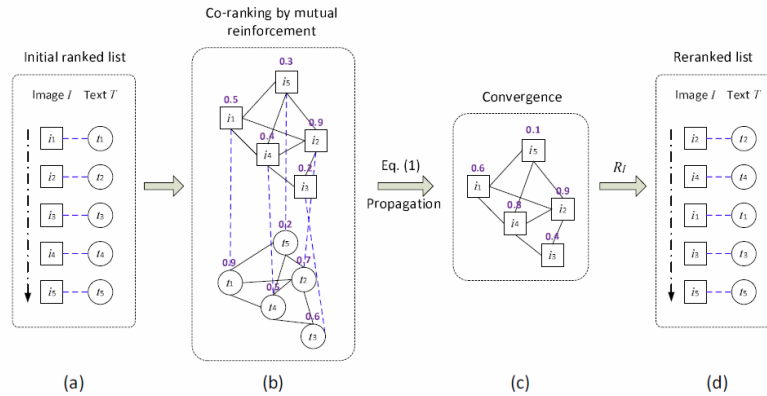 Initial ranked list
Image I Text T
i1 t1
i2 t2
i3 t3
i4 t4
i5 t5
(a)
Co-ranking by mutual
reinforcement
0.3
i5
0.5
i1
0.9
i2
0.4
i4
i3
0.2
t5
0.9
t1
0.7
t2
0.5
t4
0.6
t3
(b)
Eq. (1)
Propagation
Convergence
0.1
i5
0.6
i1
0.9
i2
0.8
i4
0.4
i3
(c)
RI
Reranked list
Image I Text T
i2 t2
i4 t4
i1 t1
i3 t3
i5 t5
(d)